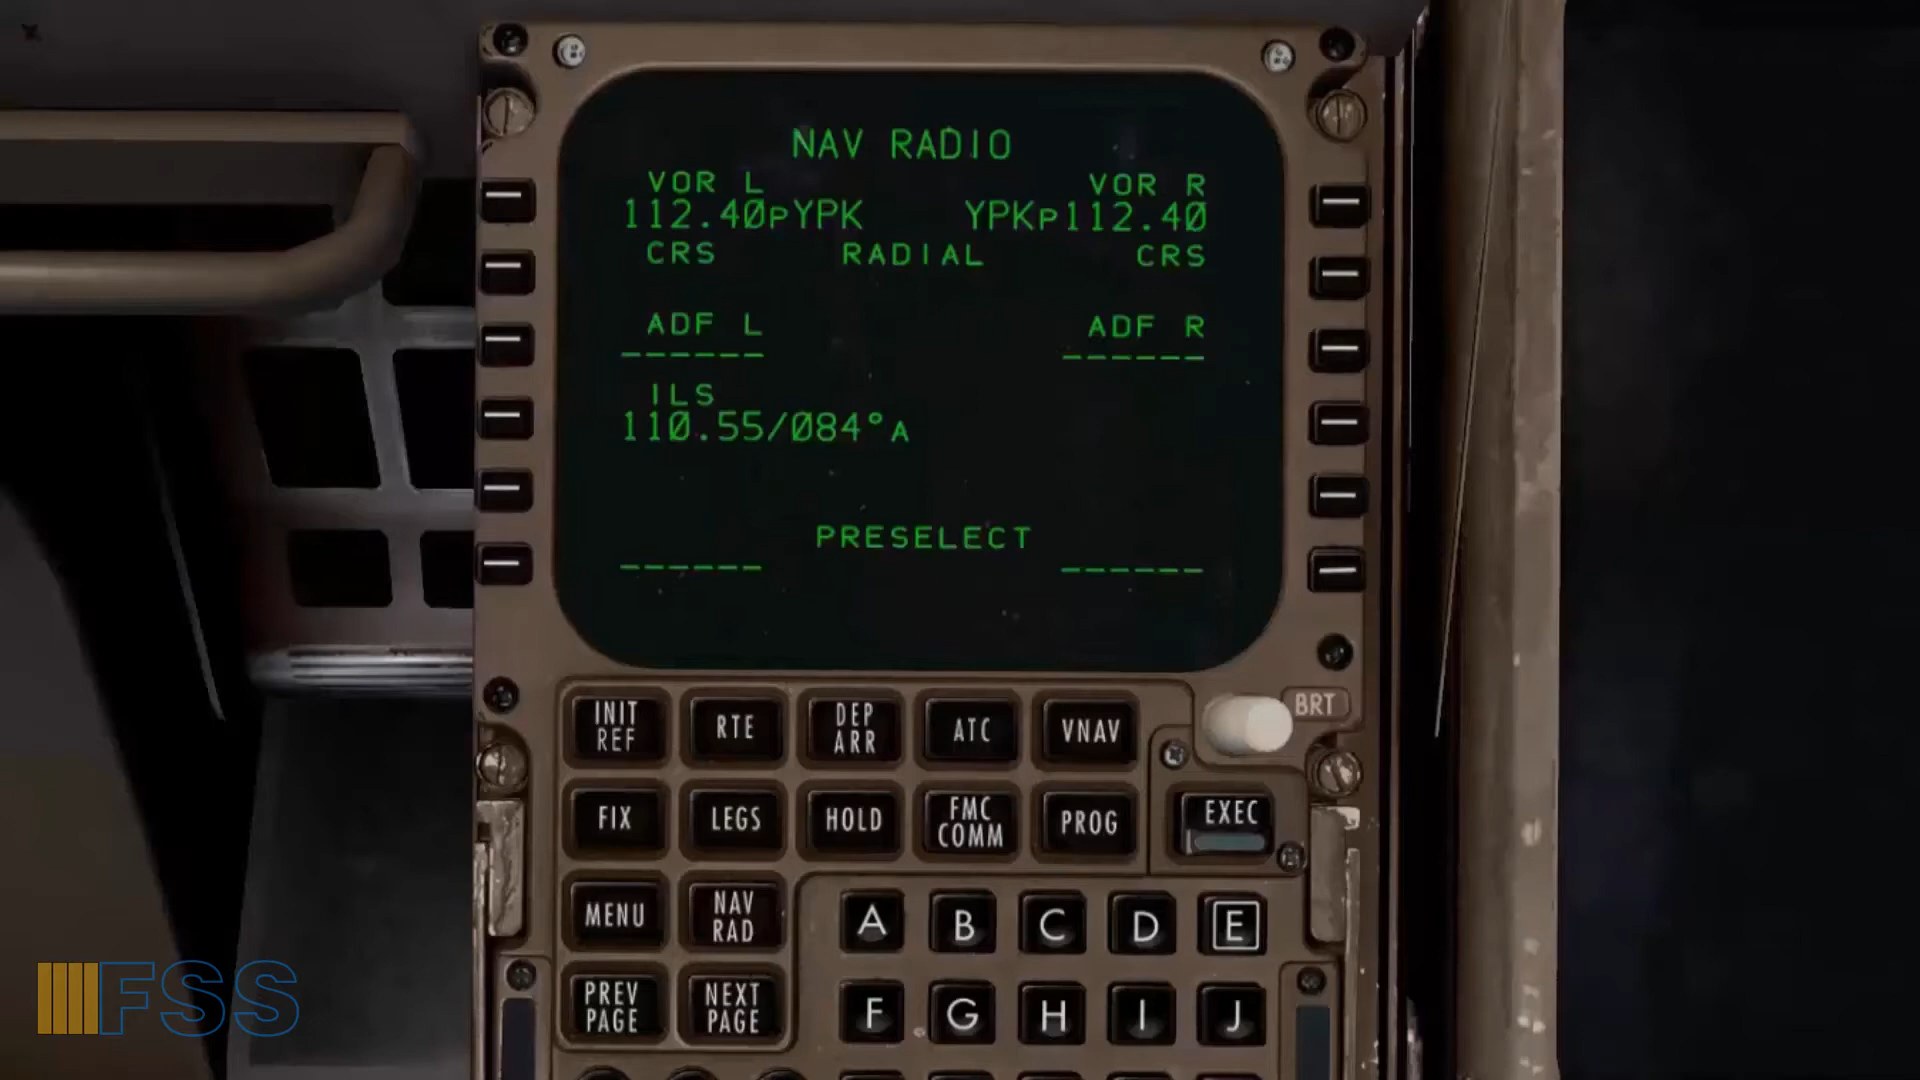 NAV RADIO
VOR L VOR R
112.40PYPK YPKP112.40
CRS RADIAL CRS
ADF L ADF R
------ ------
ILS
110.55/084°A
PRESELECT
------ ------
BRT
INIT REF
RTE
DEP ARR
ATC
VNAV
FIX
LEGS
HOLD
FMC COMM
PROG
EXEC
MENU
NAV RAD
A B C D E
PREV PAGE
NEXT PAGE
F G H I J
FSS